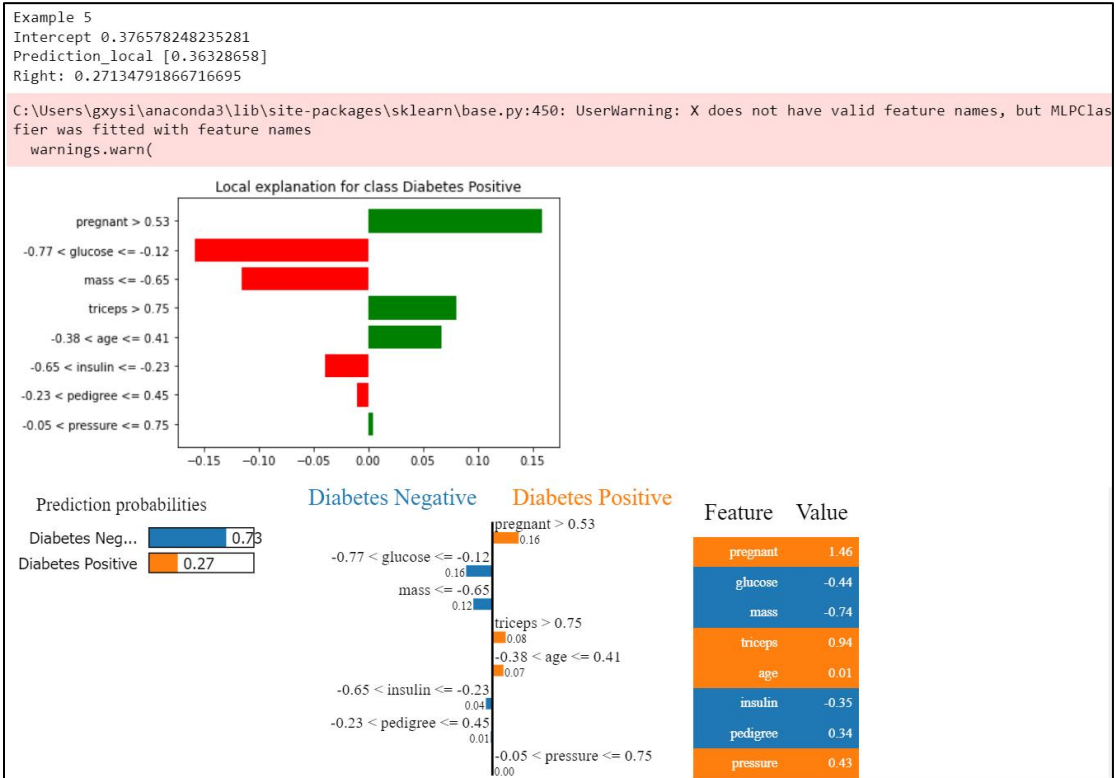 Example 5
Intercept 0.376578248235281
Prediction_local [0.36328658]
Right: 0.27134791866716695
C:\Users\gxysi\anaconda3\lib\site-packages\sklearn\base.py:450: UserWarning: X does not have valid feature names, but MLPClas
fier was fitted with feature names
warnings.warn(
Local explanation for class Diabetes Positive
pregnant > 0.53
-0.77 < glucose <= -0.12
mass <= -0.65
triceps > 0.75
-0.38 < age <= 0.41
-0.65 < insulin <= -0.23
-0.23 < pedigree <= 0.45
-0.05 < pressure <= 0.75
−0.15 −0.10 −0.05 0.00 0.05 0.10 0.15
Prediction probabilities
Diabetes Neg... 0.73
Diabetes Positive 0.27
Diabetes Negative Diabetes Positive
pregnant > 0.53
0.16
-0.77 < glucose <= -0.12
0.16
mass <= -0.65
0.12
triceps > 0.75
0.08
-0.38 < age <= 0.41
0.07
-0.65 < insulin <= -0.23
0.04
-0.23 < pedigree <= 0.45
0.01
-0.05 < pressure <= 0.75
0.00
Feature Value
pregnant 1.46
glucose -0.44
mass -0.74
triceps 0.94
age 0.01
insulin -0.35
pedigree 0.34
pressure 0.43